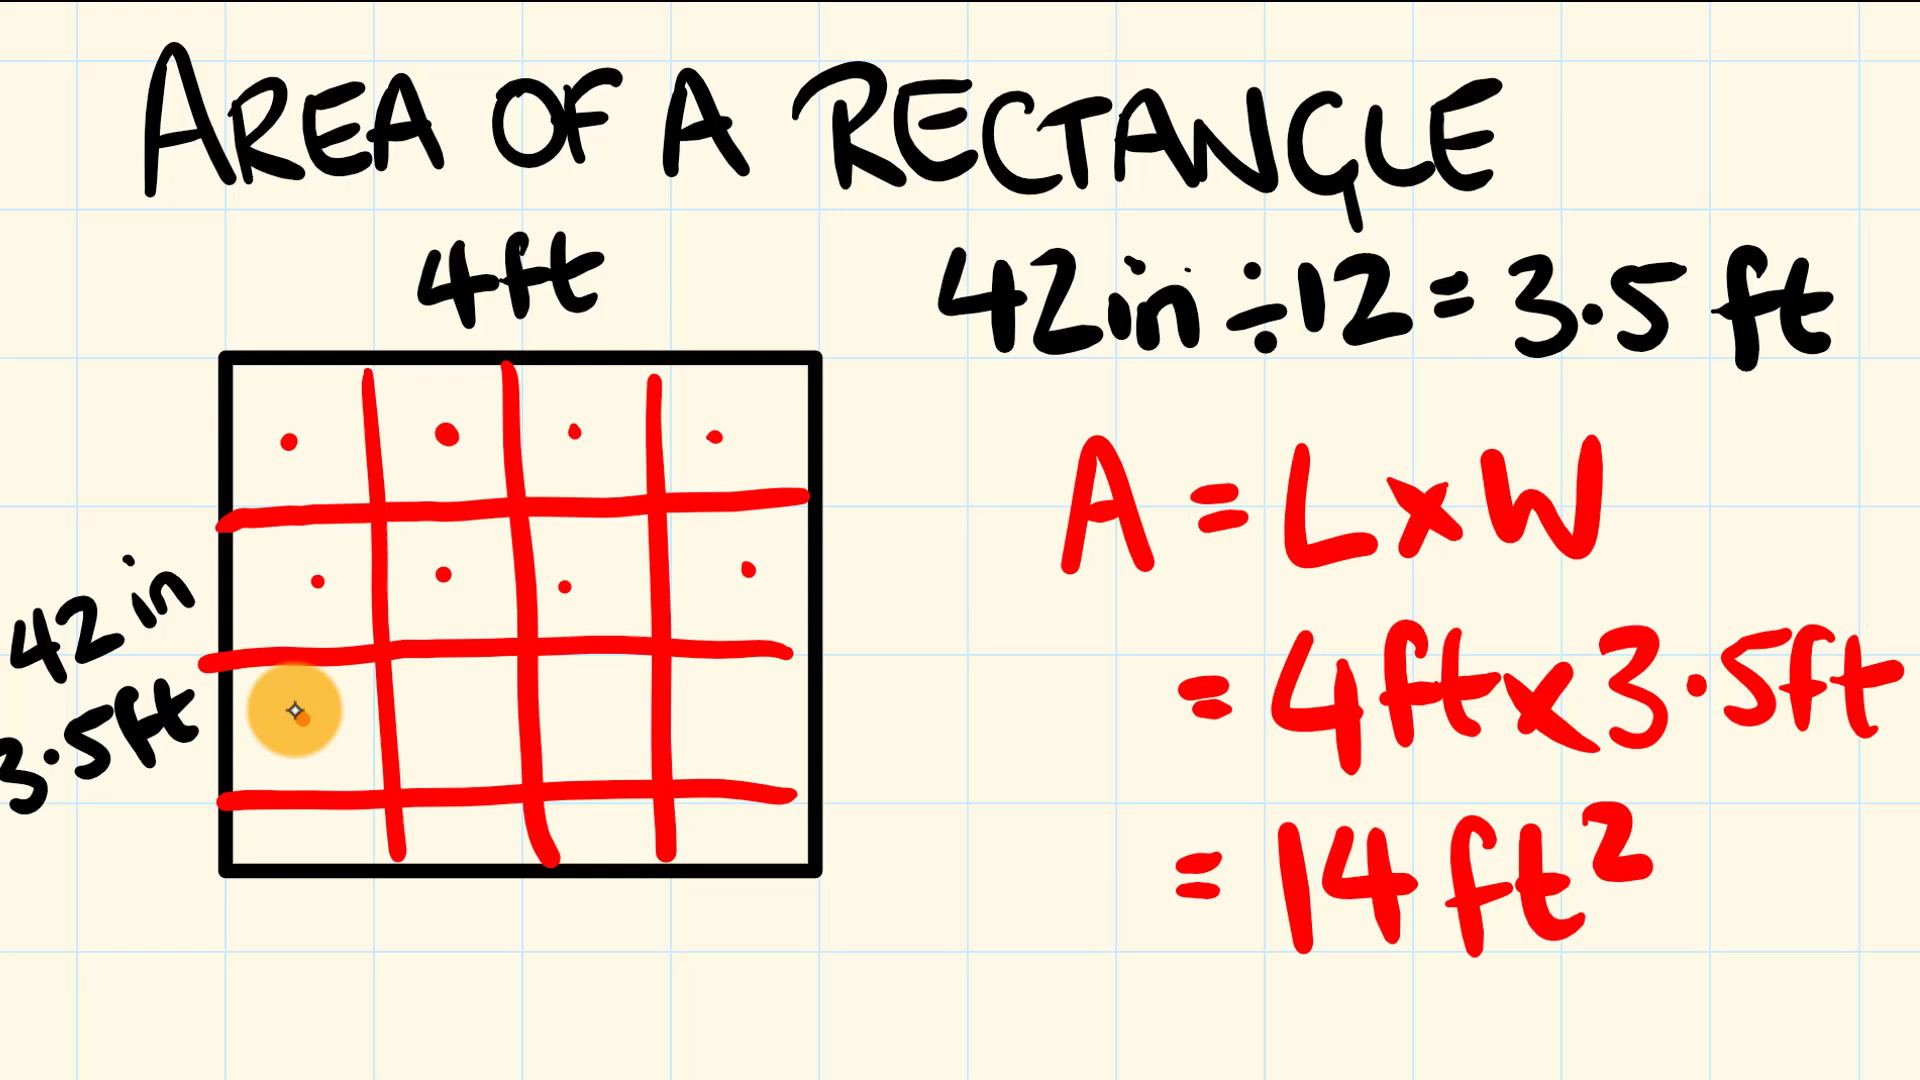 AREA OF A RECTANGLE
4ft
42in÷12=3.5 ft
A = L×W
42 in
3.5ft
= 4ft×3.5ft
= 14 ft²